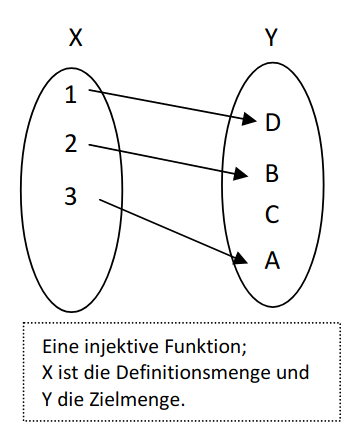 X Y
1
D
2
B
3
C
A
Eine injektive Funktion;
X ist die Definitionsmenge und
Y die Zielmenge.